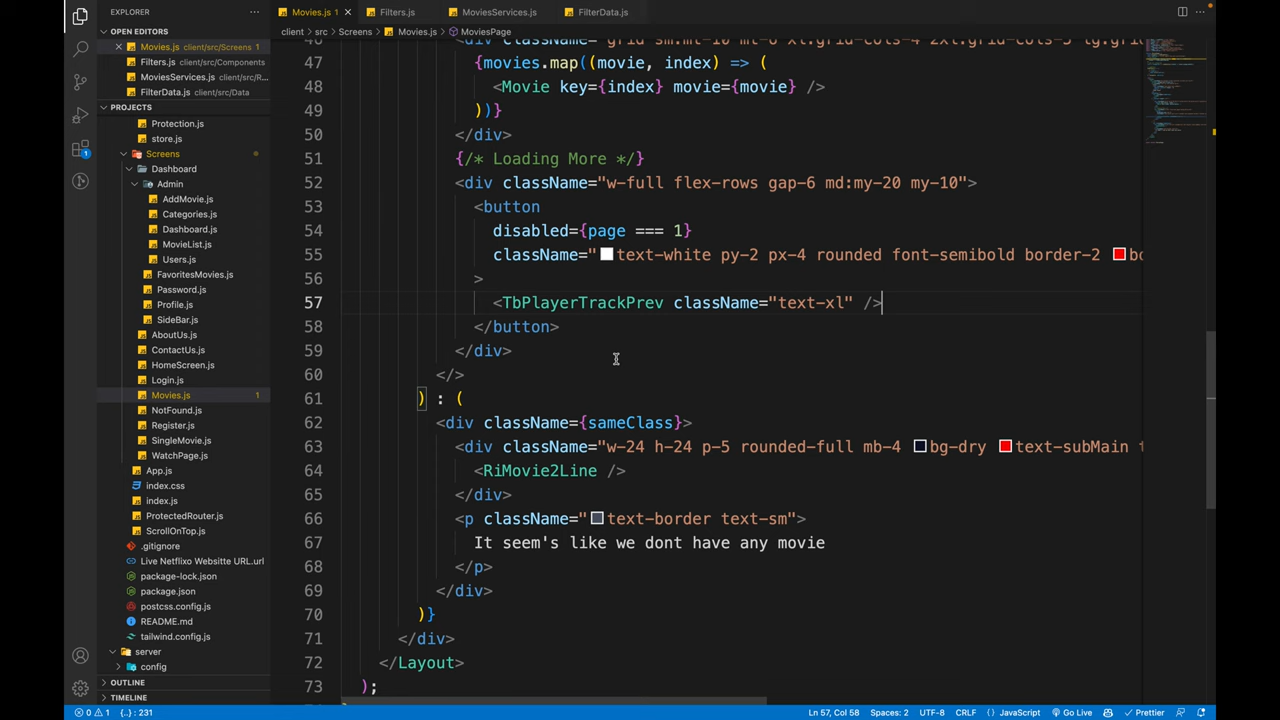 EXPLORER
Movies.js 1
Filters.js
MoviesServices.js
FilterData.js
client > src > Screens > Movies.js > MoviesPage
OPEN EDITORS
Movies.js client/src/Screens 1
Filters.js client/src/Components
MoviesServices.js client/src/R...
FilterData.js client/src/Data
PROJECTS
Protection.js
store.js
Screens
Dashboard
Admin
AddMovie.js
Categories.js
Dashboard.js
MovieList.js
Users.js
FavoritesMovies.js
Password.js
Profile.js
SideBar.js
AboutUs.js
ContactUs.js
HomeScreen.js
Login.js
Movies.js 1
NotFound.js
Register.js
SingleMovie.js
WatchPage.js
App.js
index.css
index.js
ProtectedRouter.js
ScrollOnTop.js
.gitignore
Live Netflixo Websitte URL.url
package-lock.json
package.json
postcss.config.js
README.md
tailwind.config.js
server
config
OUTLINE
TIMELINE
47 {movies.map((movie, index) => (
48 <Movie key={index} movie={movie} />
49 ))}
50 </div>
51 {/* Loading More */}
52 <div className="w-full flex-rows gap-6 md:my-20 my-10">
53 <button
54 disabled={page === 1}
55 className="text-white py-2 px-4 rounded font-semibold border-2 bo
56 >
57 <TbPlayerTrackPrev className="text-xl" />
58 </button>
59 </div>
60 </>
61 ) : (
62 <div className={sameClass}>
63 <div className="w-24 h-24 p-5 rounded-full mb-4 bg-dry text-subMain
64 <RiMovie2Line />
65 </div>
66 <p className="text-border text-sm">
67 It seem's like we dont have any movie
68 </p>
69 </div>
70 )}
71 </div>
72 </Layout>
73 );
0 1 {..} : 231
Ln 57, Col 58 Spaces: 2 UTF-8 CRLF {} JavaScript Go Live Prettier